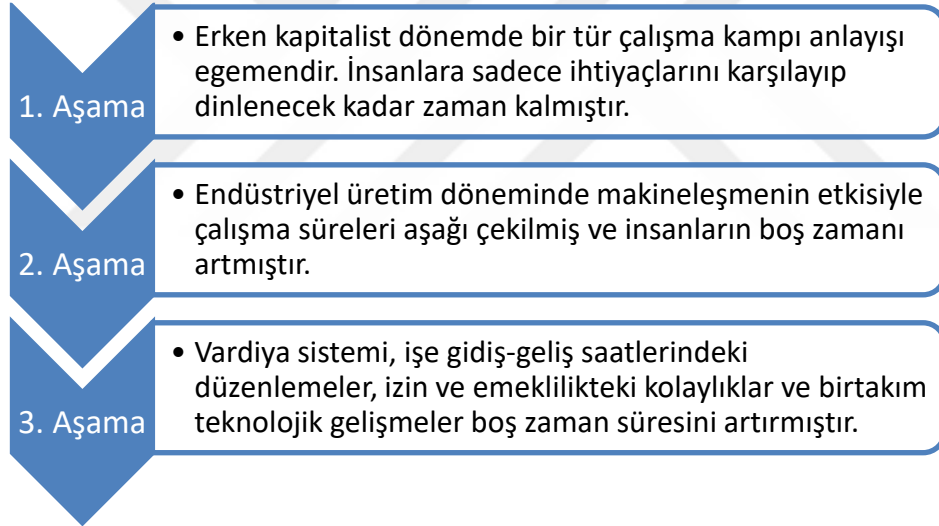 1. Aşama
• Erken kapitalist dönemde bir tür çalışma kampı anlayışı
egemendir. İnsanlara sadece ihtiyaçlarını karşılayıp
dinlenecek kadar zaman kalmıştır.
2. Aşama
• Endüstriyel üretim döneminde makineleşmenin etkisiyle
çalışma süreleri aşağı çekilmiş ve insanların boş zamanı
artmıştır.
3. Aşama
• Vardiya sistemi, işe gidiş-geliş saatlerindeki
düzenlemeler, izin ve emeklilikteki kolaylıklar ve birtakım
teknolojik gelişmeler boş zaman süresini artırmıştır.